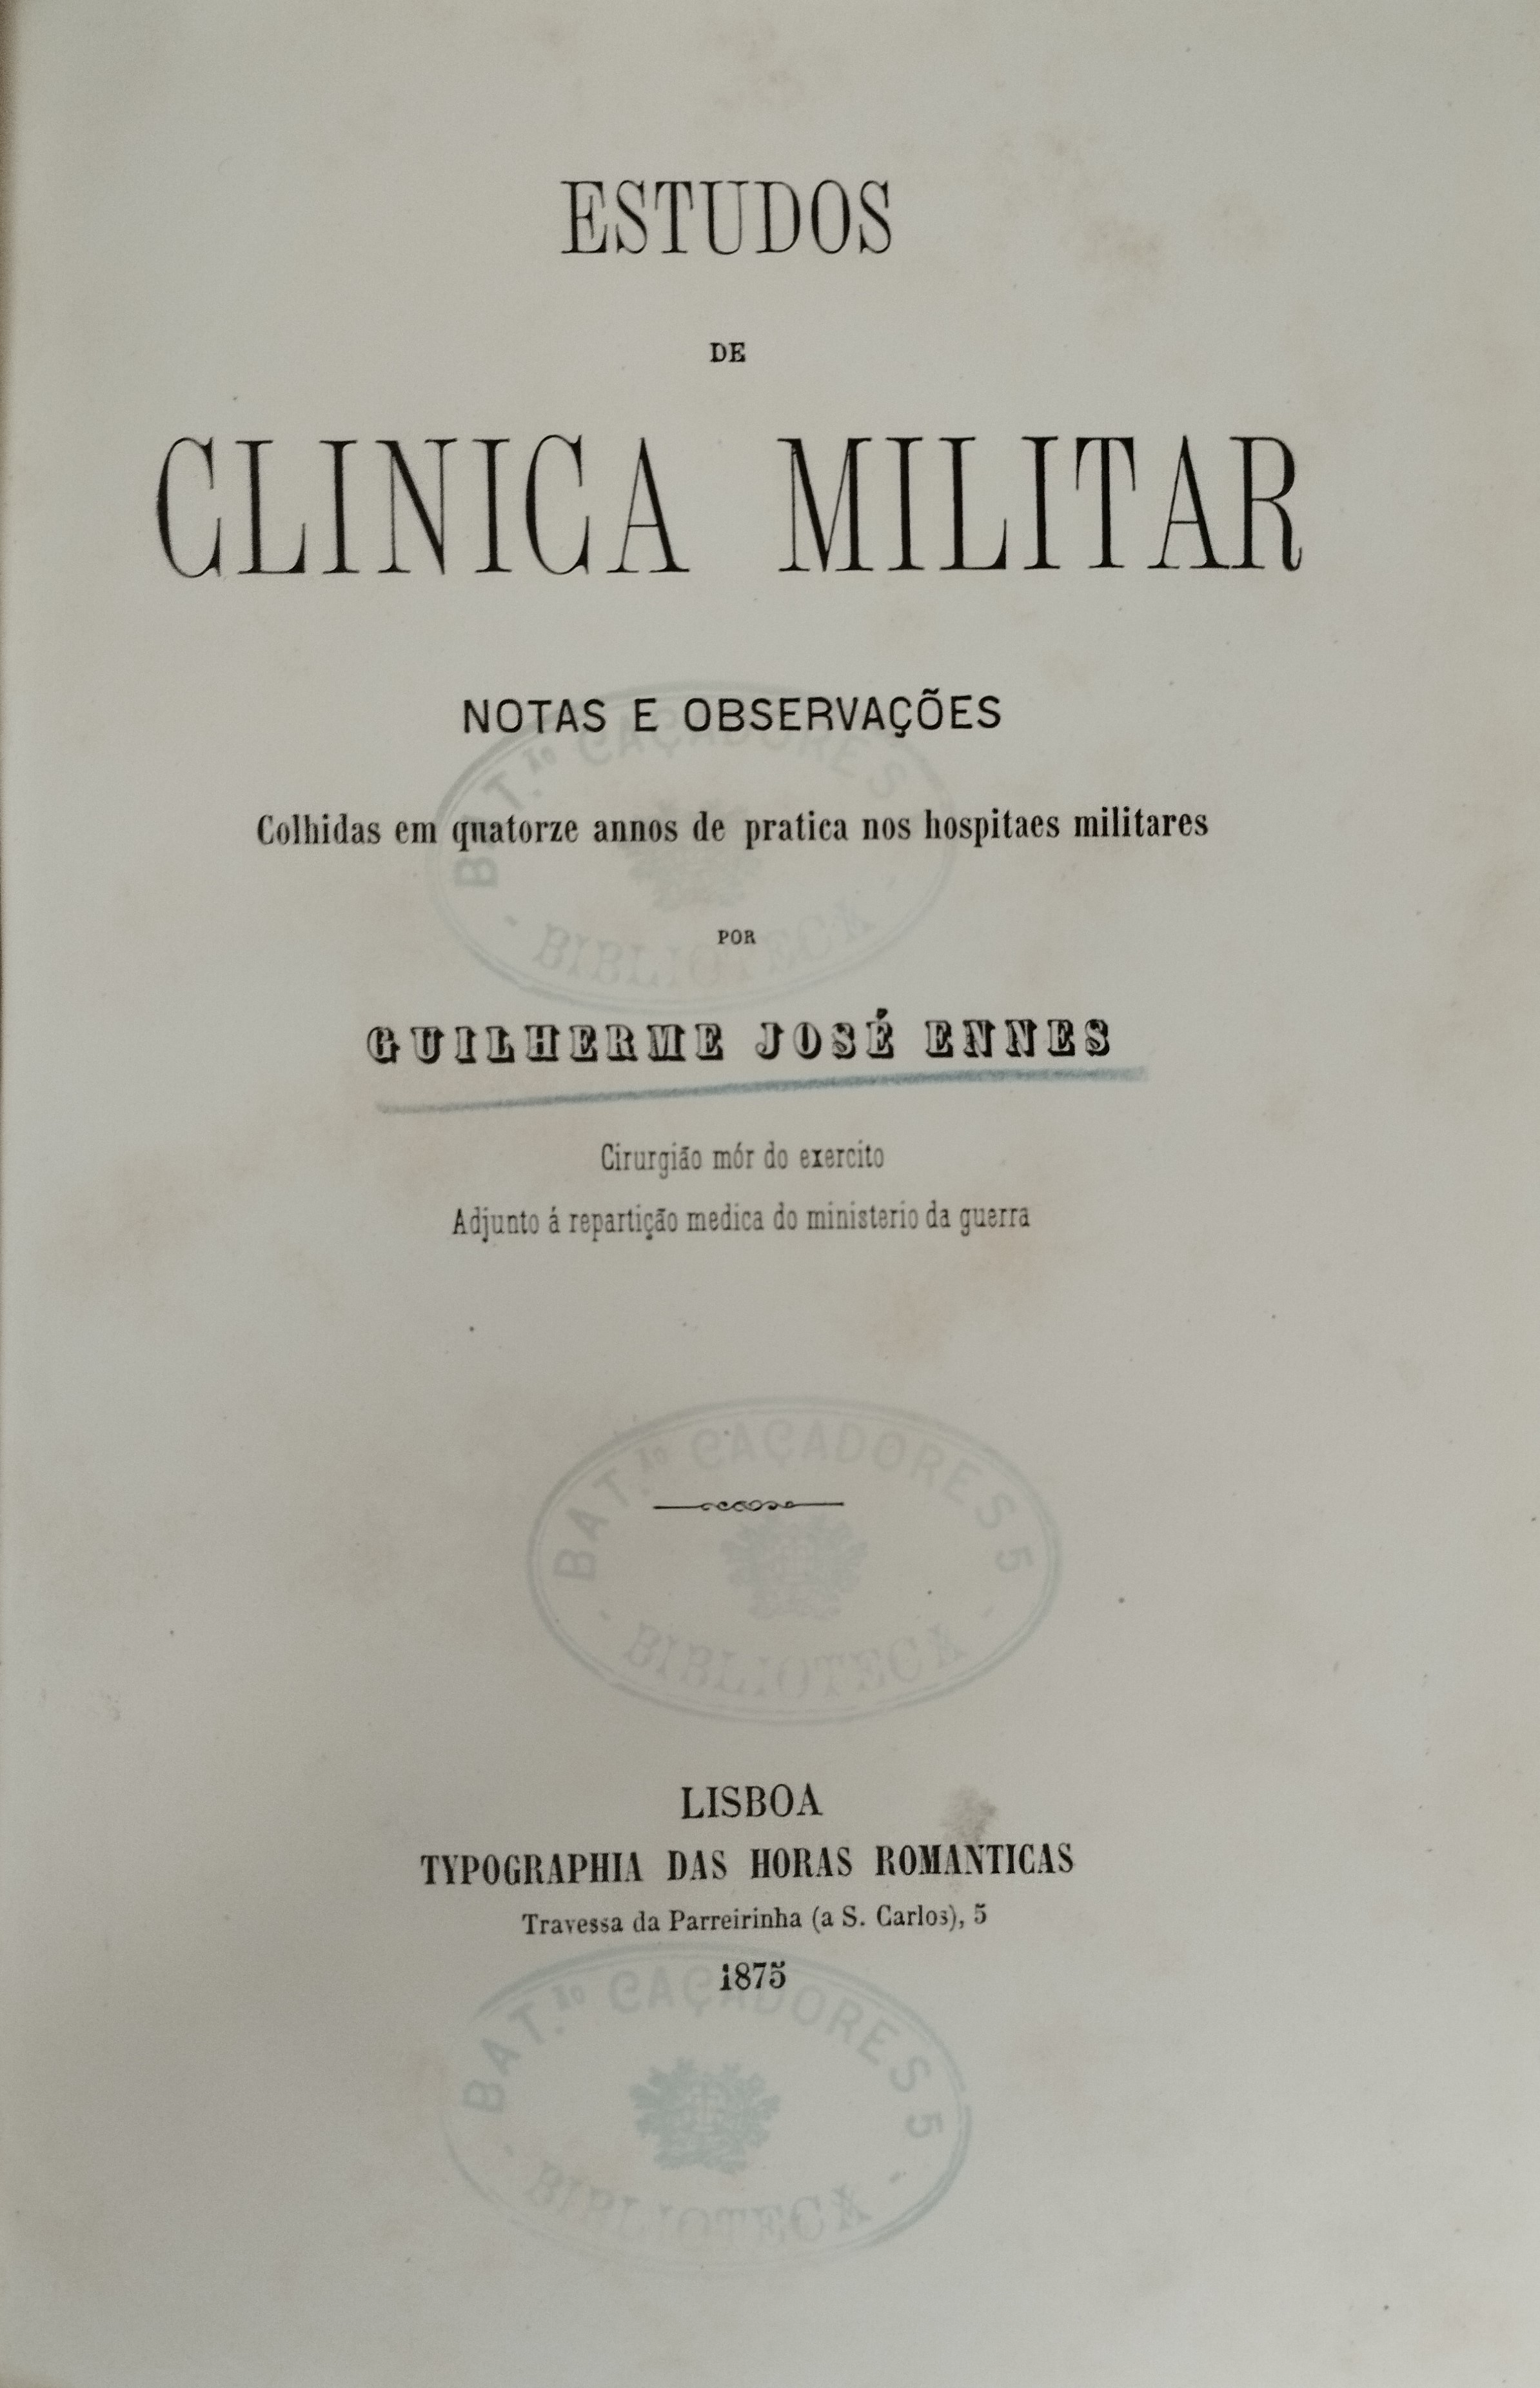 ESTUDOS
DE
CLINICA MILITAR
NOTAS E OBSERVAÇÕES
Colhidas em quatorze annos de pratica nos hospitaes militares
BAT.ÃO CAÇADORES
BIBLIOTECA
POR
GUILHERME JOSÉ ENNES
Cirurgião mór do exercito
Adjunto á repartição medica do ministerio da guerra
BAT.ÃO CAÇADORES 5
BIBLIOTECA
LISBOA
TYPOGRAPHIA DAS HORAS ROMANTICAS
Travessa da Parreirinha (a S. Carlos), 5
1875
BAT.ÃO CAÇADORES 5
BIBLIOTECA